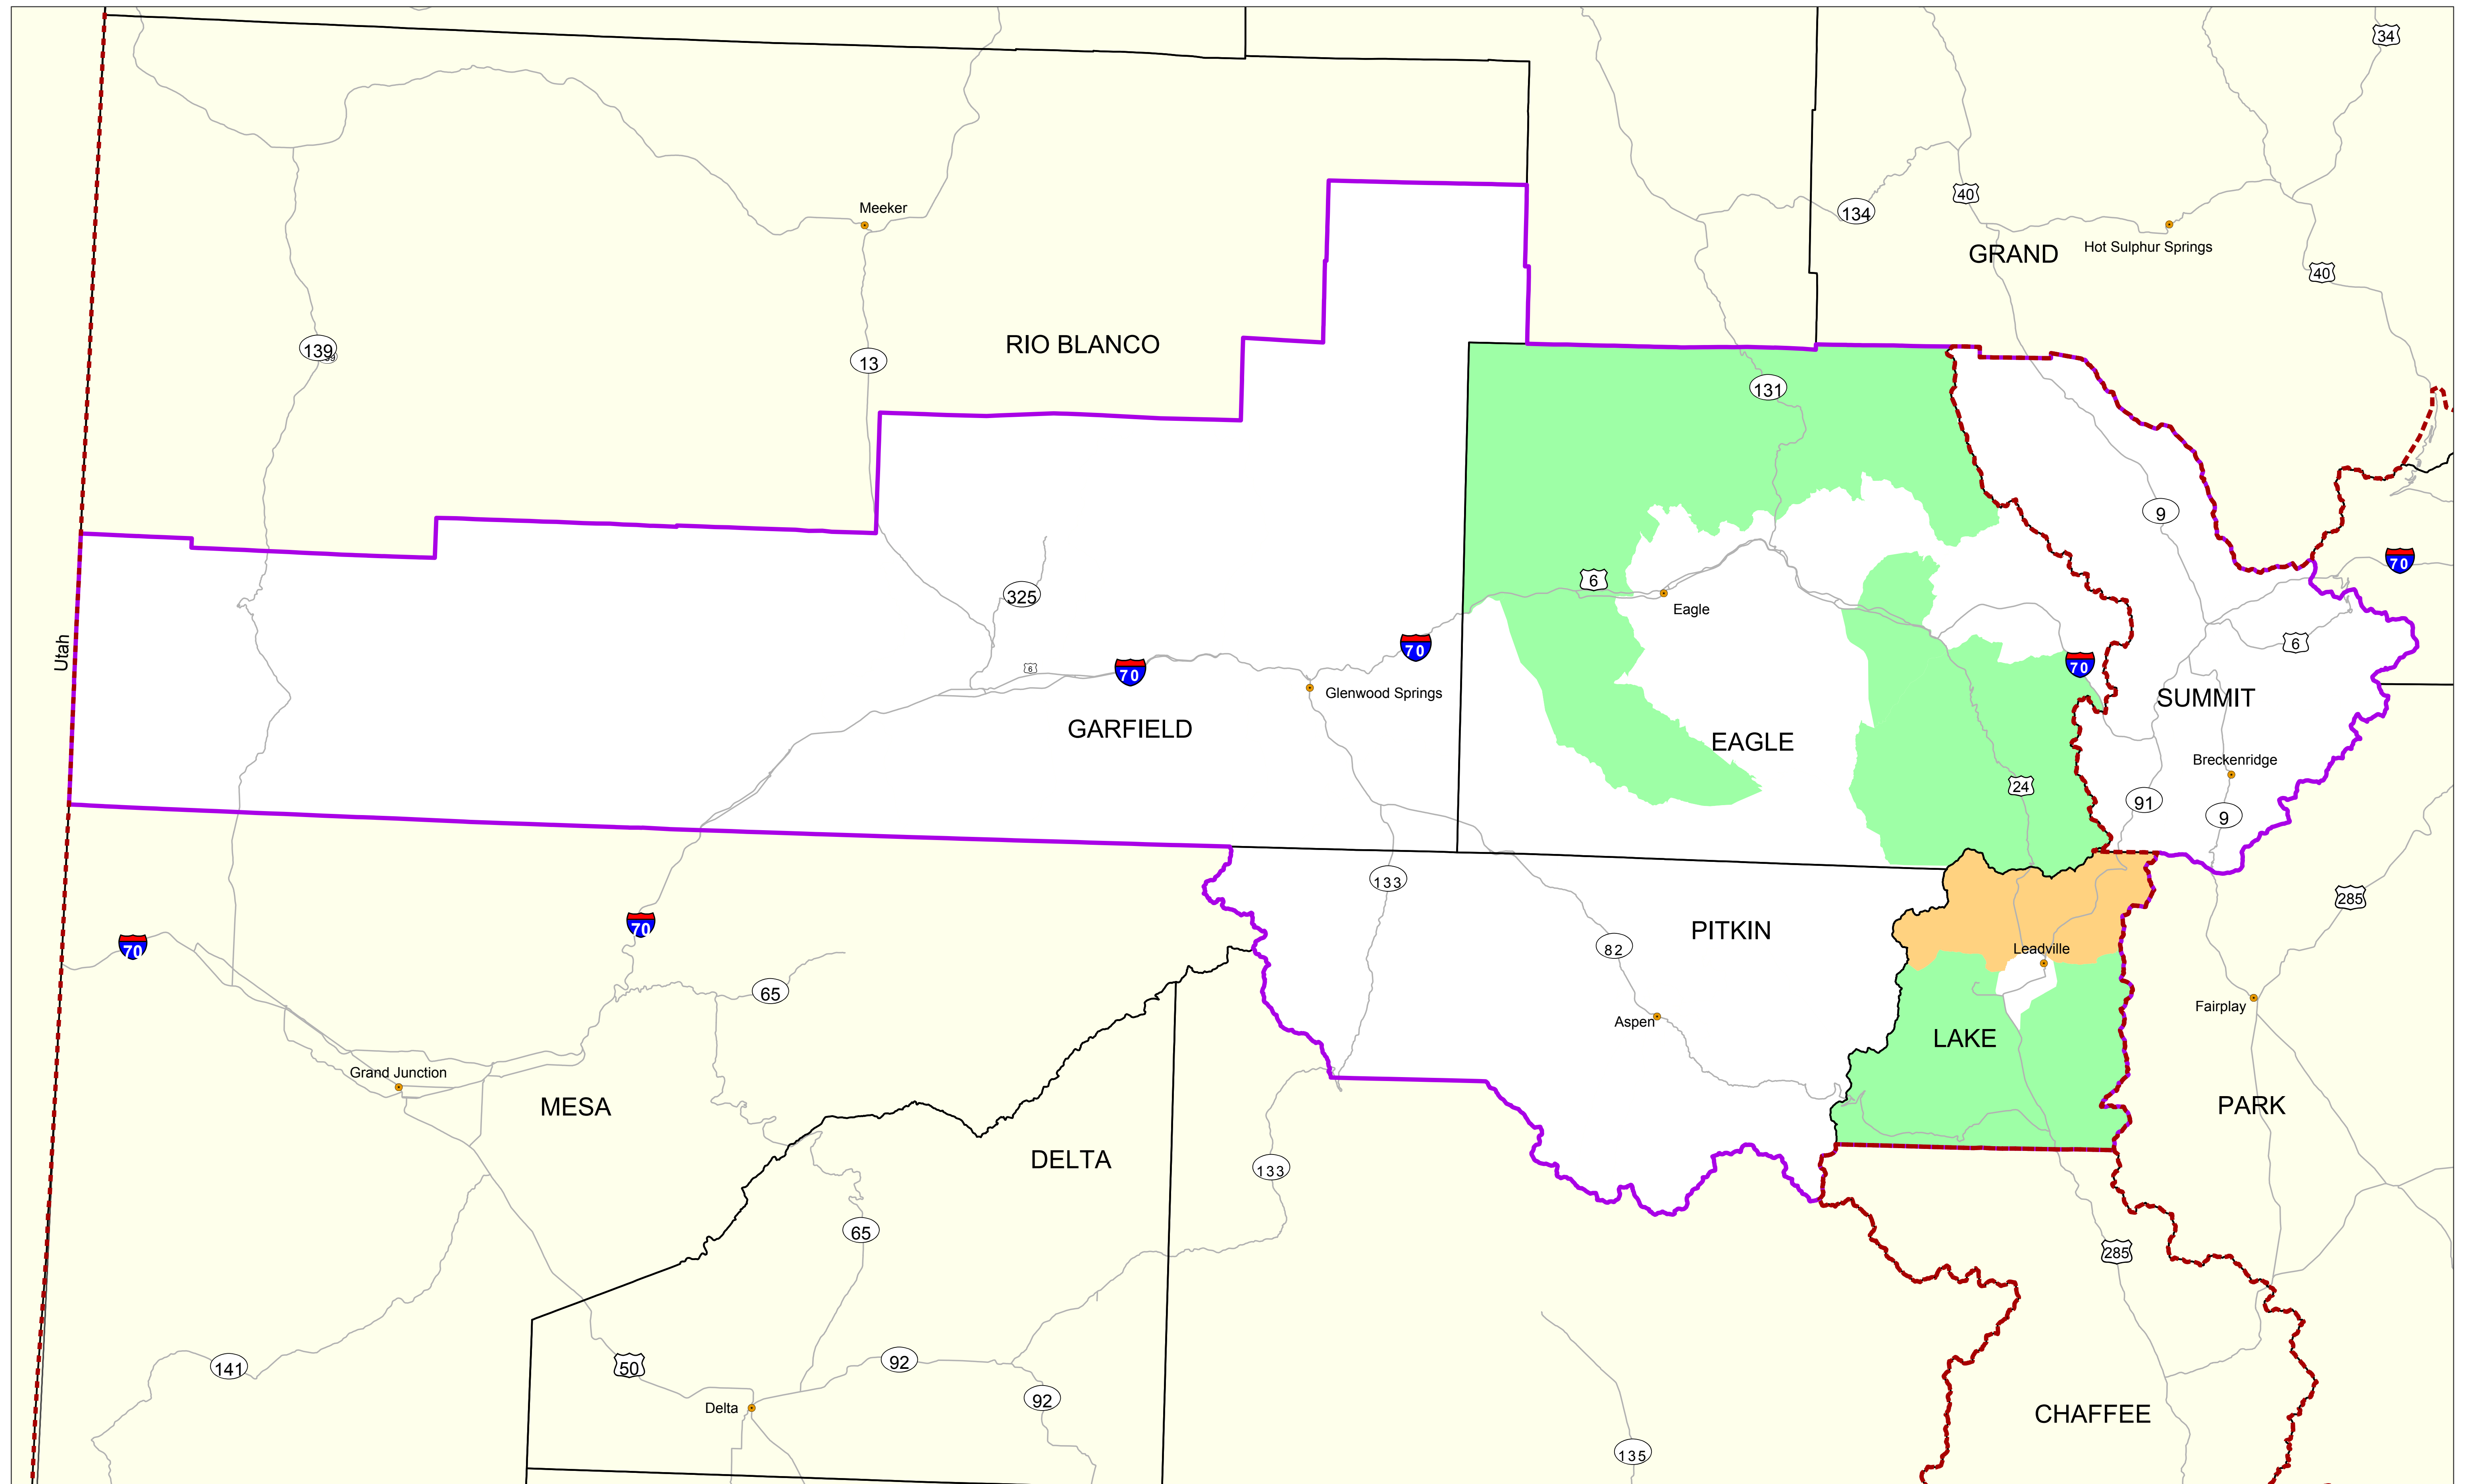 34
Meeker
40
134
GRAND
Hot Sulphur Springs
40
RIO BLANCO
139
39
13
131
9
70
6
325
Eagle
Utah
6
6
70
70
70
Glenwood Springs
SUMMIT
GARFIELD
EAGLE
Breckenridge
24
91
9
133
285
PITKIN
82
70
70
Leadville
65
Fairplay
Aspen
LAKE
Grand Junction
MESA
PARK
DELTA
133
65
285
141
50
92
92
Delta
CHAFFEE
135